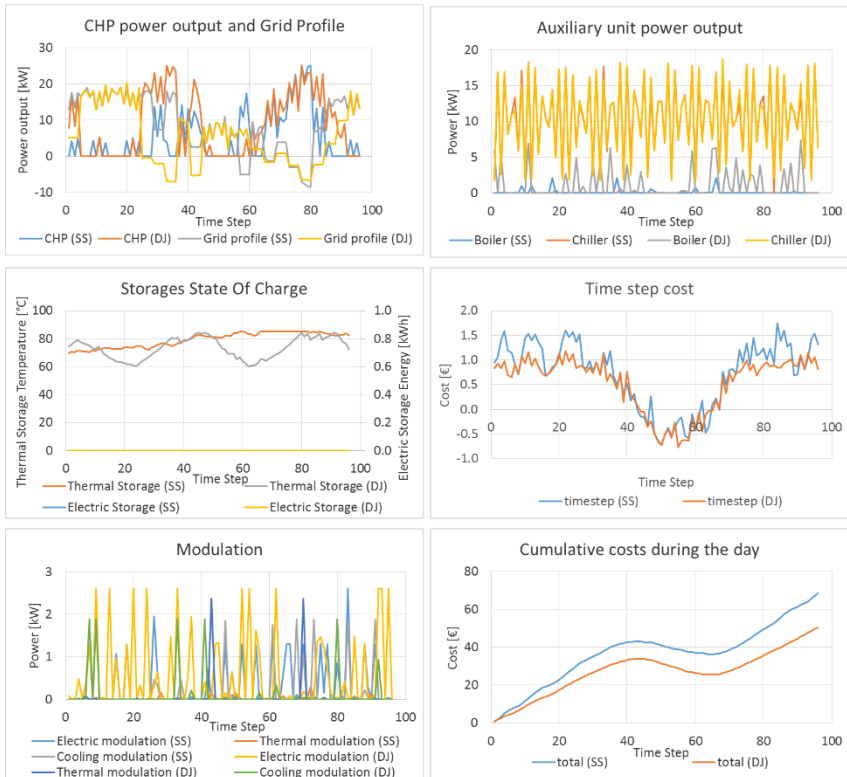 CHP power output and Grid Profile
Power output [kW]
30
20
10
0
-10
0 20 40 60 80 100
Time Step
CHP (SS) CHP (DJ) Grid profile (SS) Grid profile (DJ)
Auxiliary unit power output
Power [kW]
20
15
10
5
0
0 20 40 60 80 100
Time Step
Boiler (SS) Chiller (SS) Boiler (DJ) Chiller (DJ)
Storages State Of Charge
Thermal Storage Temperature [°C]
100
80
60
40
20
0
1.0
0.8
0.6
0.4
0.2
0.0
Electric Storage Energy [kWh]
0 20 40 60 80 100
Time Step
Thermal Storage (SS) Thermal Storage (DJ)
Electric Storage (SS) Electric Storage (DJ)
Time step cost
Cost [€]
2.0
1.5
1.0
0.5
0.0
-0.5
-1.0
0 20 40 60 80 100
Time Step
timestep (SS) timestep (DJ)
Modulation
Power [kW]
3
2
1
0
0 20 40 60 80 100
Time Step
Electric modulation (SS) Thermal modulation (SS)
Cooling modulation (SS) Electric modulation (DJ)
Thermal modulation (DJ) Cooling modulation (DJ)
Cumulative costs during the day
Cost [€]
80
60
40
20
0
0 20 40 60 80 100
Time Step
total (SS) total (DJ)